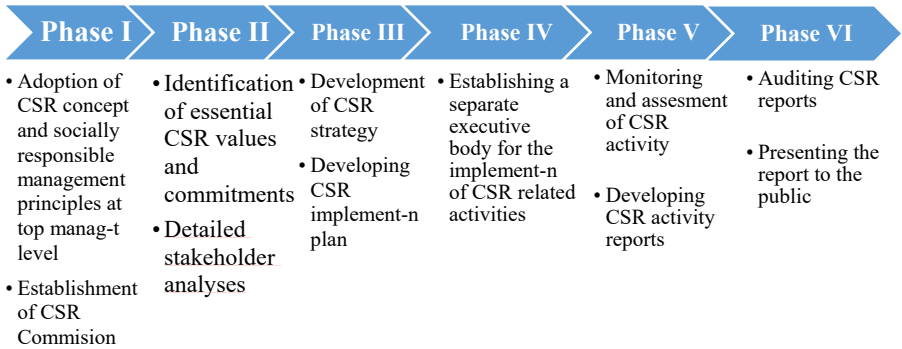 Phase I
Phase II
Phase III
Phase IV
Phase V
Phase VI
• Adoption of
CSR concept
and socially
responsible
management
principles at
top manag-t
level
• Establishment
of CSR
Commision
• Identification
of essential
CSR values
and
commitments
• Detailed
stakeholder
analyses
• Development
of CSR
strategy
• Developing
CSR
implement-n
plan
• Establishing a
separate
executive
body for the
implement-n
of CSR related
activities
• Monitoring
and assesment
of CSR
activity
• Developing
CSR activity
reports
• Auditing CSR
reports
• Presenting the
report to the
public